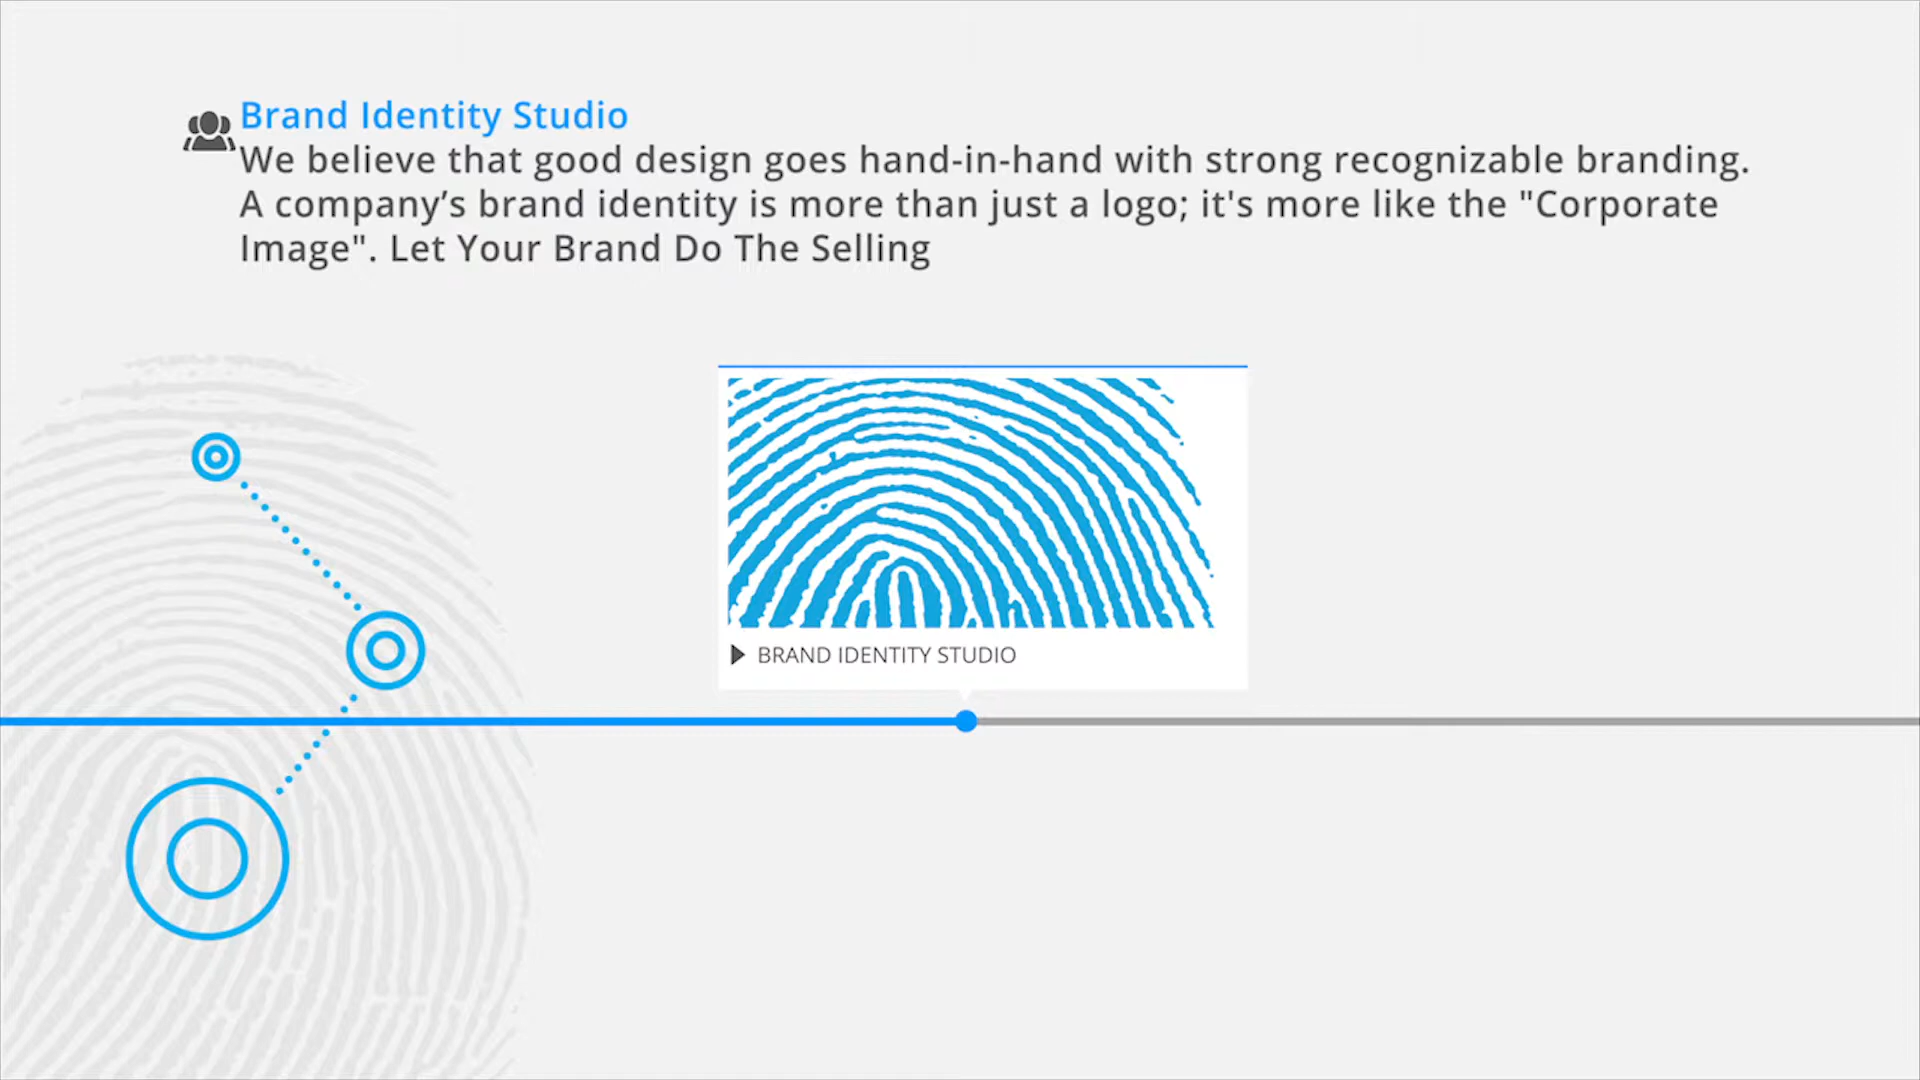 Brand Identity Studio
We believe that good design goes hand-in-hand with strong recognizable branding.
A company’s brand identity is more than just a logo; it's more like the "Corporate
Image". Let Your Brand Do The Selling
BRAND IDENTITY STUDIO